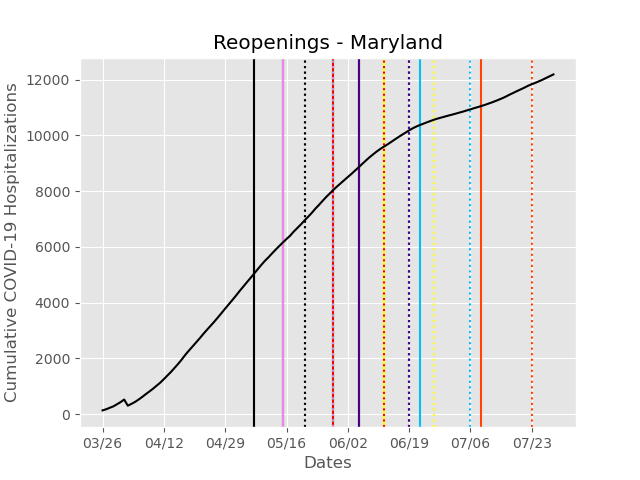 Reopenings - Maryland
Cumulative COVID-19 Hospitalizations
12000
10000
8000
6000
4000
2000
0
03/26 04/12 04/29 05/16 06/02 06/19 07/06 07/23
Dates